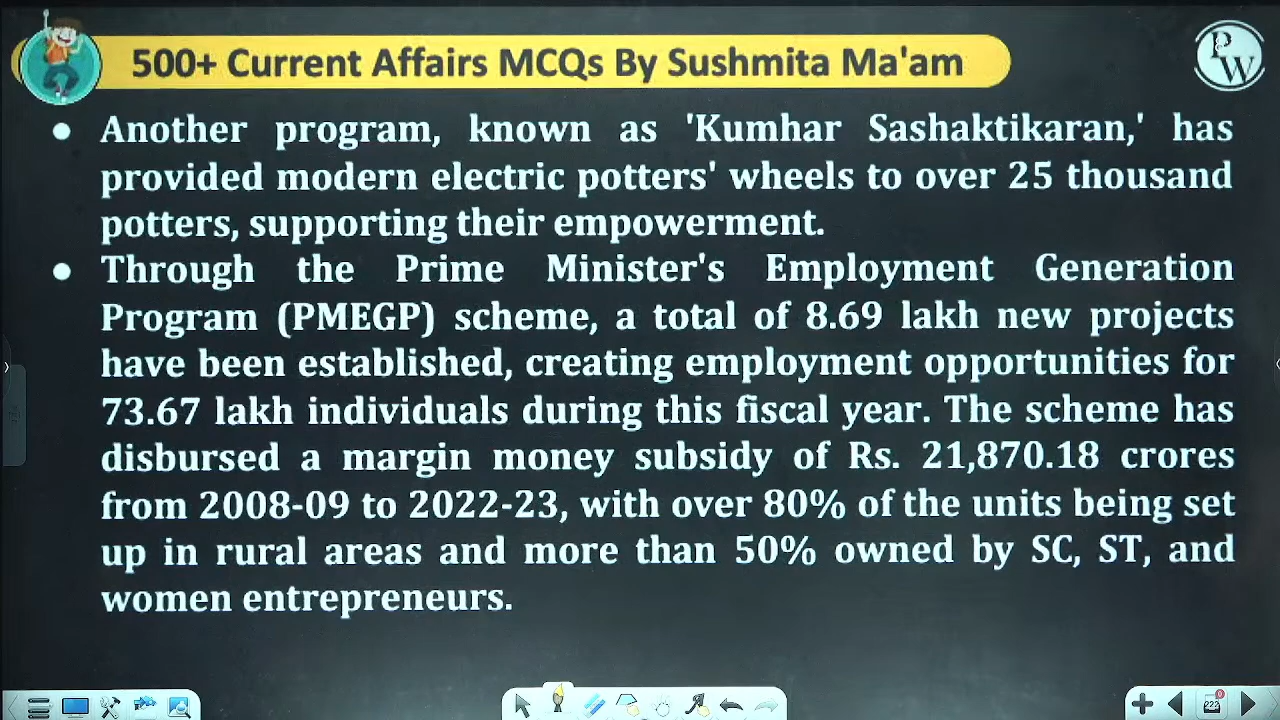 500+ Current Affairs MCQs By Sushmita Ma'am
PW
● Another program, known as 'Kumhar Sashaktikaran,' has
provided modern electric potters' wheels to over 25 thousand
potters, supporting their empowerment.
● Through the Prime Minister's Employment Generation
Program (PMEGP) scheme, a total of 8.69 lakh new projects
have been established, creating employment opportunities for
73.67 lakh individuals during this fiscal year. The scheme has
disbursed a margin money subsidy of Rs. 21,870.18 crores
from 2008-09 to 2022-23, with over 80% of the units being set
up in rural areas and more than 50% owned by SC, ST, and
women entrepreneurs.